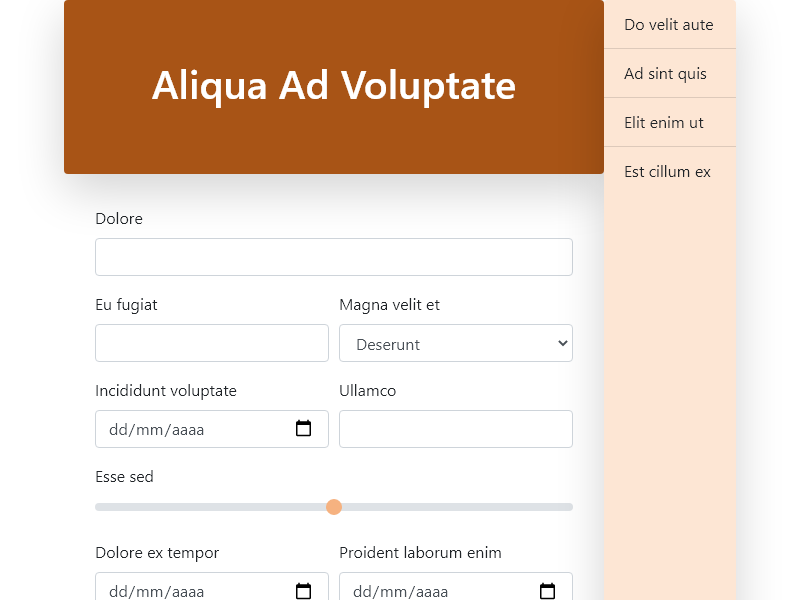 Aliqua Ad Voluptate
Do velit aute
Ad sint quis
Elit enim ut
Est cillum ex
Dolore
Eu fugiat
Magna velit et
Deserunt
Incididunt voluptate
Ullamco
dd/mm/aaaa
Esse sed
Dolore ex tempor
Proident laborum enim
dd/mm/aaaa
dd/mm/aaaa